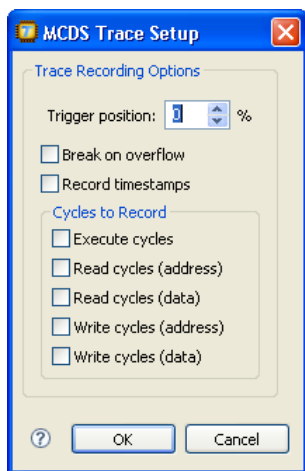 MCDS Trace Setup
Trace Recording Options
Trigger position: 0 %
Break on overflow
Record timestamps
Cycles to Record
Execute cycles
Read cycles (address)
Read cycles (data)
Write cycles (address)
Write cycles (data)
? OK Cancel